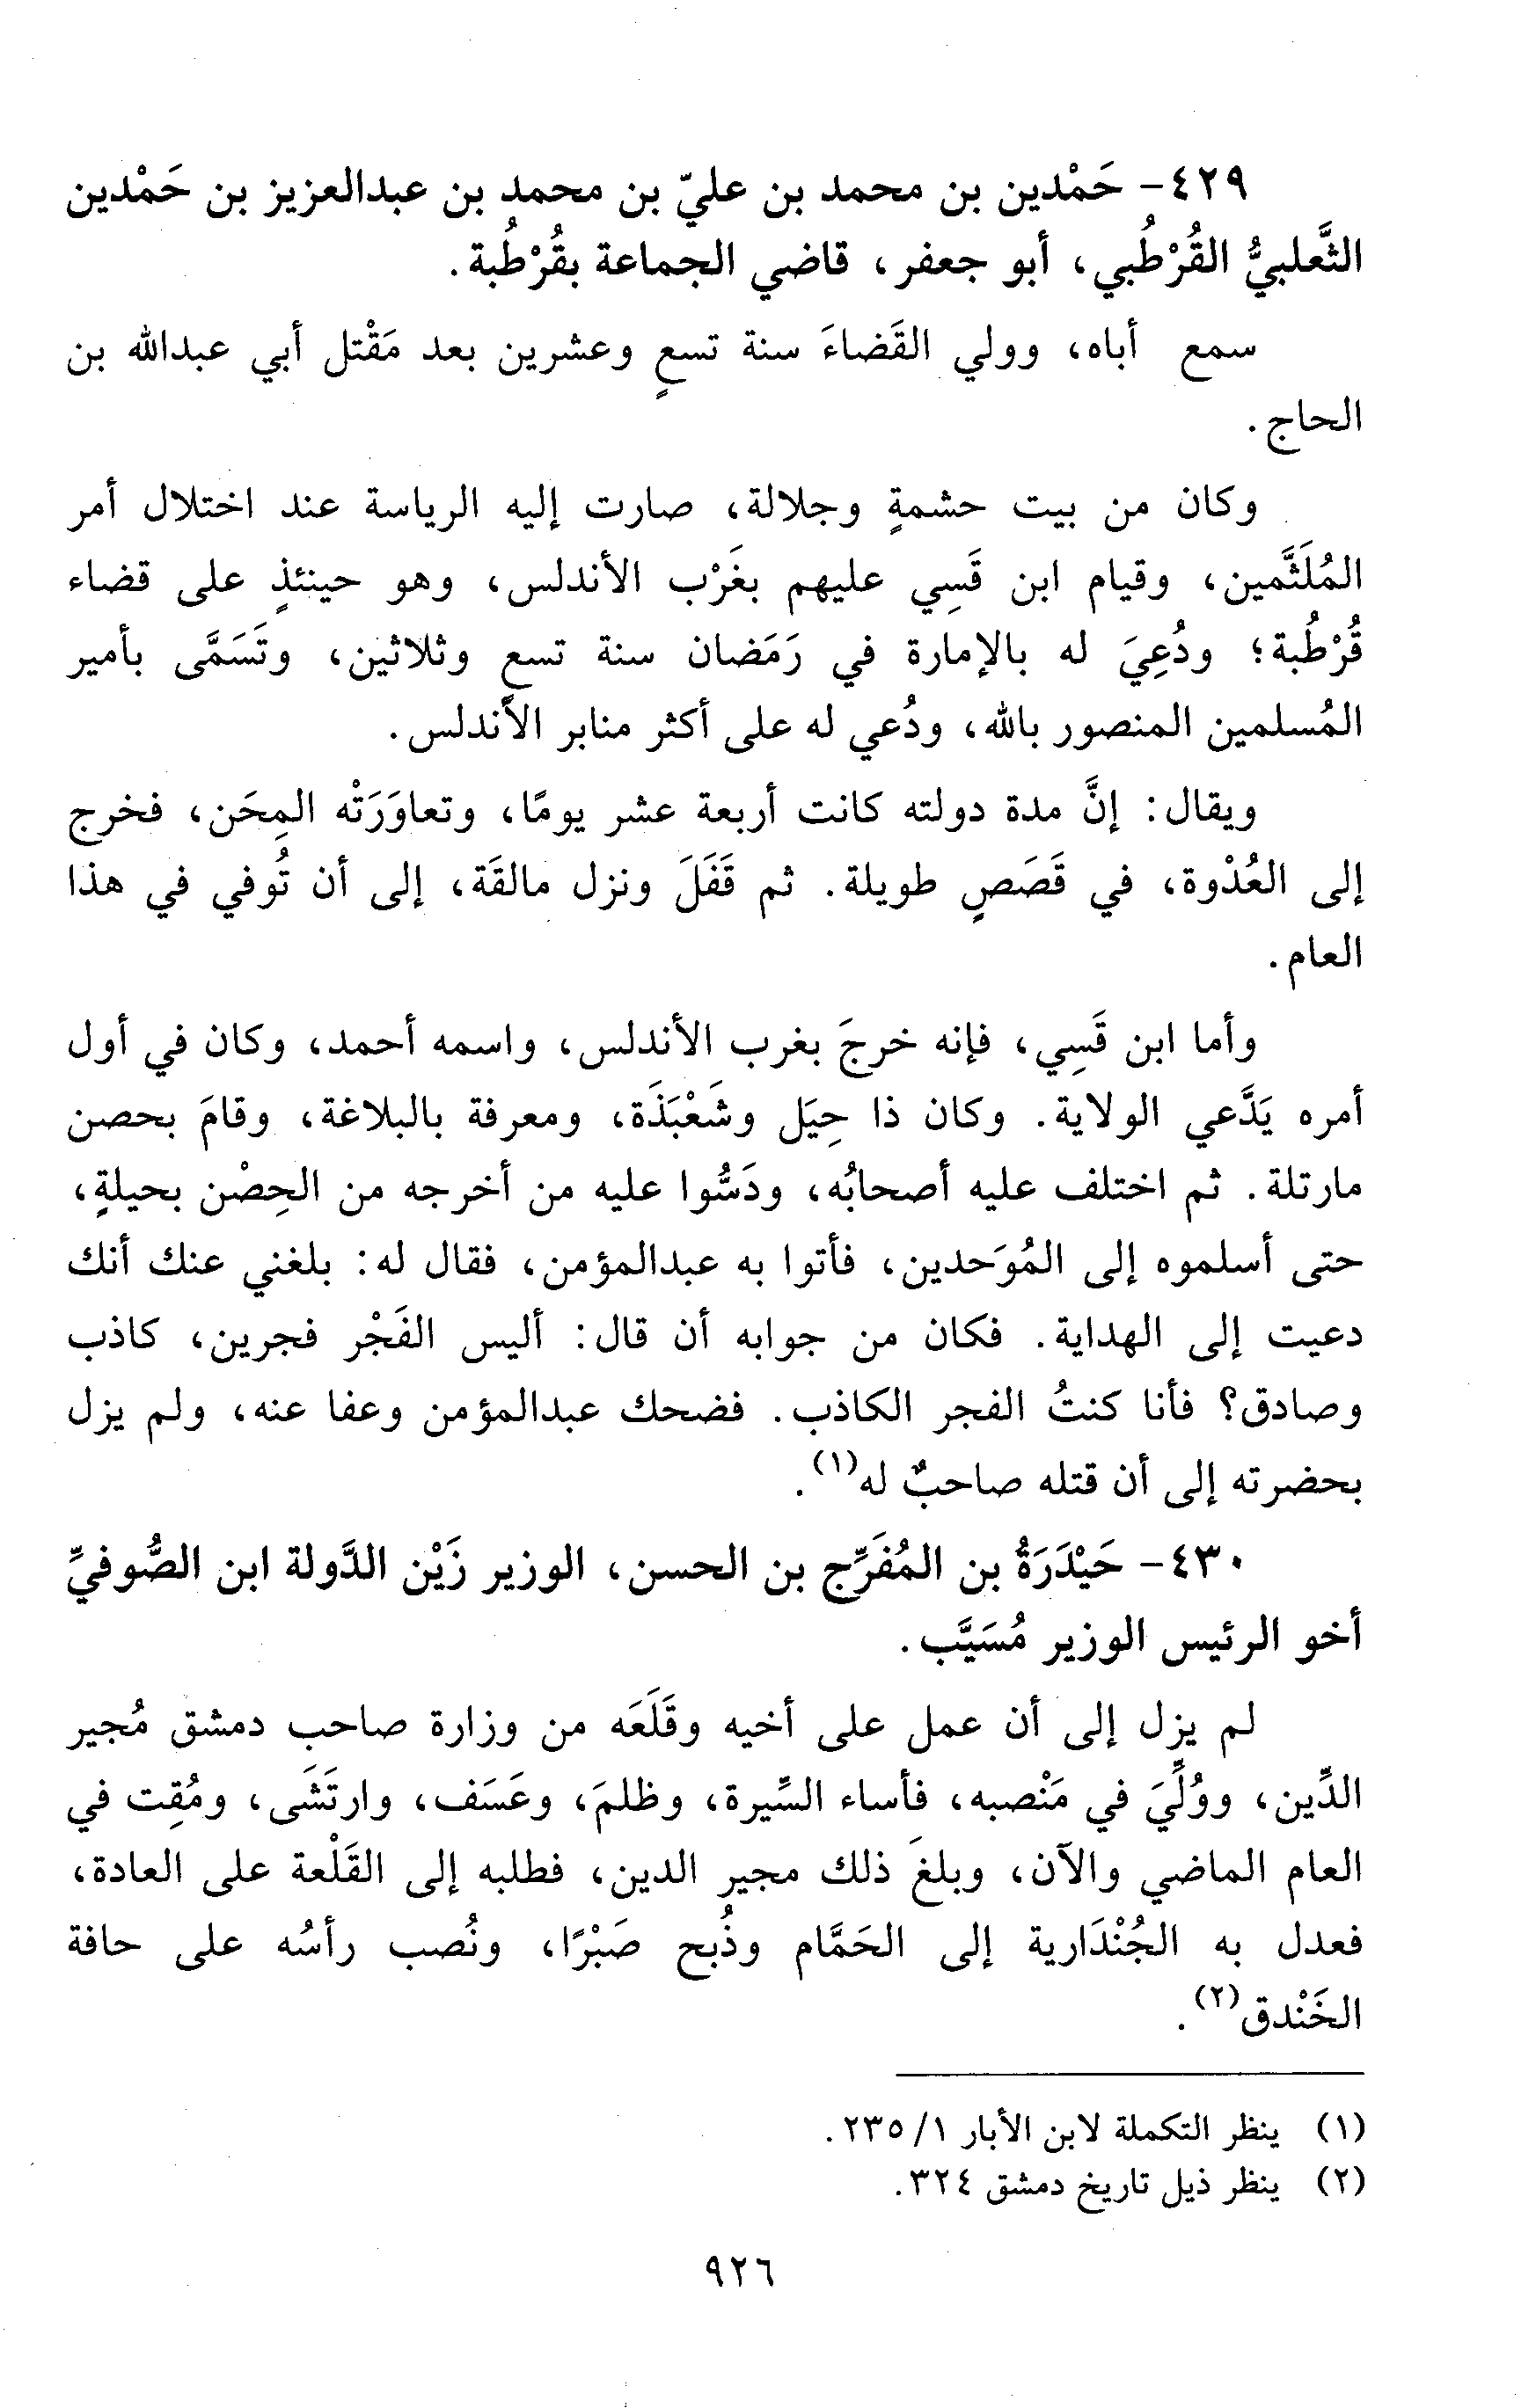 ٤٢٩- حَمْدين بن محمد بن عليّ بن محمد بن عبدالعزيز بن حَمْدين
الثَّعلبيُّ القُرْطُبي، أبو جعفر، قاضي الجماعة بقُرْطُبة.
سمع أباه، وولي القَضاءَ سنة تسعٍ وعشرين بعد مَقْتل أبي عبدالله بن
الحاج.
وكان من بيت حشمةٍ وجلالة، صارت إليه الرياسة عند اختلال أمر
المُلَثَّمين، وقيام ابن قَسِي عليهم بغَرْب الأندلس، وهو حينئذٍ على قضاء
قُرْطُبة؛ ودُعِيَ له بالإمارة في رَمَضان سنة تسع وثلاثين، وتَسَمَّى بأمير
المُسلمين المنصور بالله، ودُعي له على أكثر منابر الأندلس.
ويقال: إنَّ مدة دولته كانت أربعة عشر يومًا، وتعاوَرَتْه المِحَن، فخرج
إلى العُدْوة، في قَصَصٍ طويلة. ثم قَفَلَ ونزل مالقَة، إلى أن تُوفي في هذا
العام.
وأما ابن قَسِي، فإنه خرجَ بغرب الأندلس، واسمه أحمد، وكان في أول
أمره يَدَّعي الولاية. وكان ذا حِيَل وشَعْبَذَة، ومعرفة بالبلاغة، وقامَ بحصن
مارتلة. ثم اختلف عليه أصحابُه، ودَسُّوا عليه من أخرجه من الحِصْن بحيلةٍ،
حتى أسلموه إلى المُوَحدين، فأتوا به عبدالمؤمن، فقال له: بلغني عنك أنك
دعيت إلى الهداية. فكان من جوابه أن قال: أليس الفَجْر فجرين، كاذب
وصادق؟ فأنا كنتُ الفجر الكاذب. فضحك عبدالمؤمن وعفا عنه، ولم يزل
بحضرته إلى أن قتله صاحبٌ له(١).
٤٣٠- حَيْدَرَةُ بن المُفَرِّج بن الحسن، الوزير زَيْن الدَّولة ابن الصُّوفيِّ
أخو الرئيس الوزير مُسَيَّب.
لم يزل إلى أن عمل على أخيه وقَلَعَه من وزارة صاحب دمشق مُجير
الدِّين، ووُلِّيَ في مَنْصبه، فأساء السِّيرة، وظلمَ، وعَسَف، وارتَشَى، ومُقِت في
العام الماضي والآن، وبلغَ ذلك مجير الدين، فطلبه إلى القَلْعة على العادة،
فعدل به الجُنْدَارية إلى الحَمَّام وذُبح صَبْرًا، ونُصب رأسُه على حافة
الخَنْدق(٢).
(١) ينظر التكملة لابن الأبار ١/ ٢٣٥.
(٢) ينظر ذيل تاريخ دمشق ٣٢٤.
٩٢٦